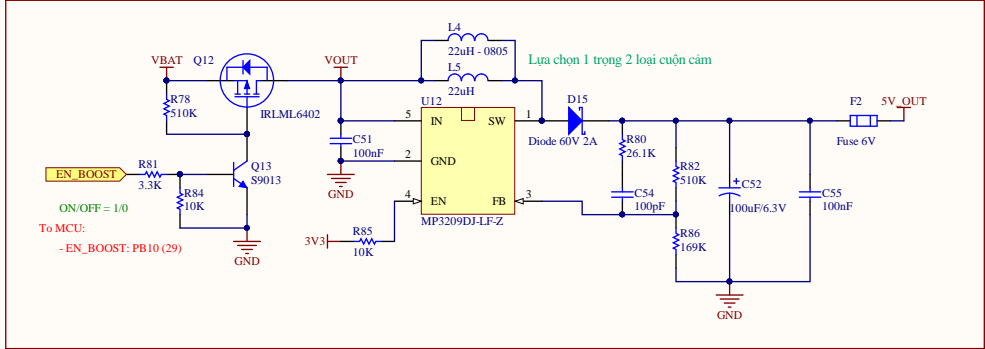 L4
22uH - 0805
VBAT
Q12
VOUT
Lựa chọn 1 trong 2 loại cuộn cảm
L5
22uH
R78
510K
IRLML6402
U12
D15
F2
5V_OUT
5
IN
SW
1
Diode 60V 2A
Fuse 6V
C51
100nF
R80
26.1K
2
GND
R81
3.3K
Q13
S9013
R82
510K
EN_BOOST
GND
R84
10K
4
EN
FB
3
C54
100pF
C52
100uF/6.3V
C55
100nF
ON/OFF = 1/0
MP3209DJ-LF-Z
To MCU:
- EN_BOOST: PB10 (29)
3V3
R85
10K
R86
169K
GND
GND